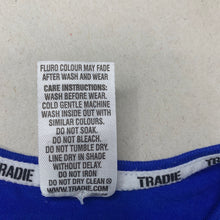 FLURO COLOUR MAY FADE
AFTER WASH AND WEAR
CARE INSTRUCTIONS:
WASH BEFORE WEAR.
COLD GENTLE MACHINE
WASH INSIDE OUT WITH
SIMILAR COLOURS.
DO NOT SOAK.
DO NOT BLEACH.
DO NOT TUMBLE DRY.
LINE DRY IN SHADE
WITHOUT DELAY.
DO NOT IRON
DO NOT DRY CLEAN
WWW.TRADIE.COM
TRADIE
TRADIE
TRADIE